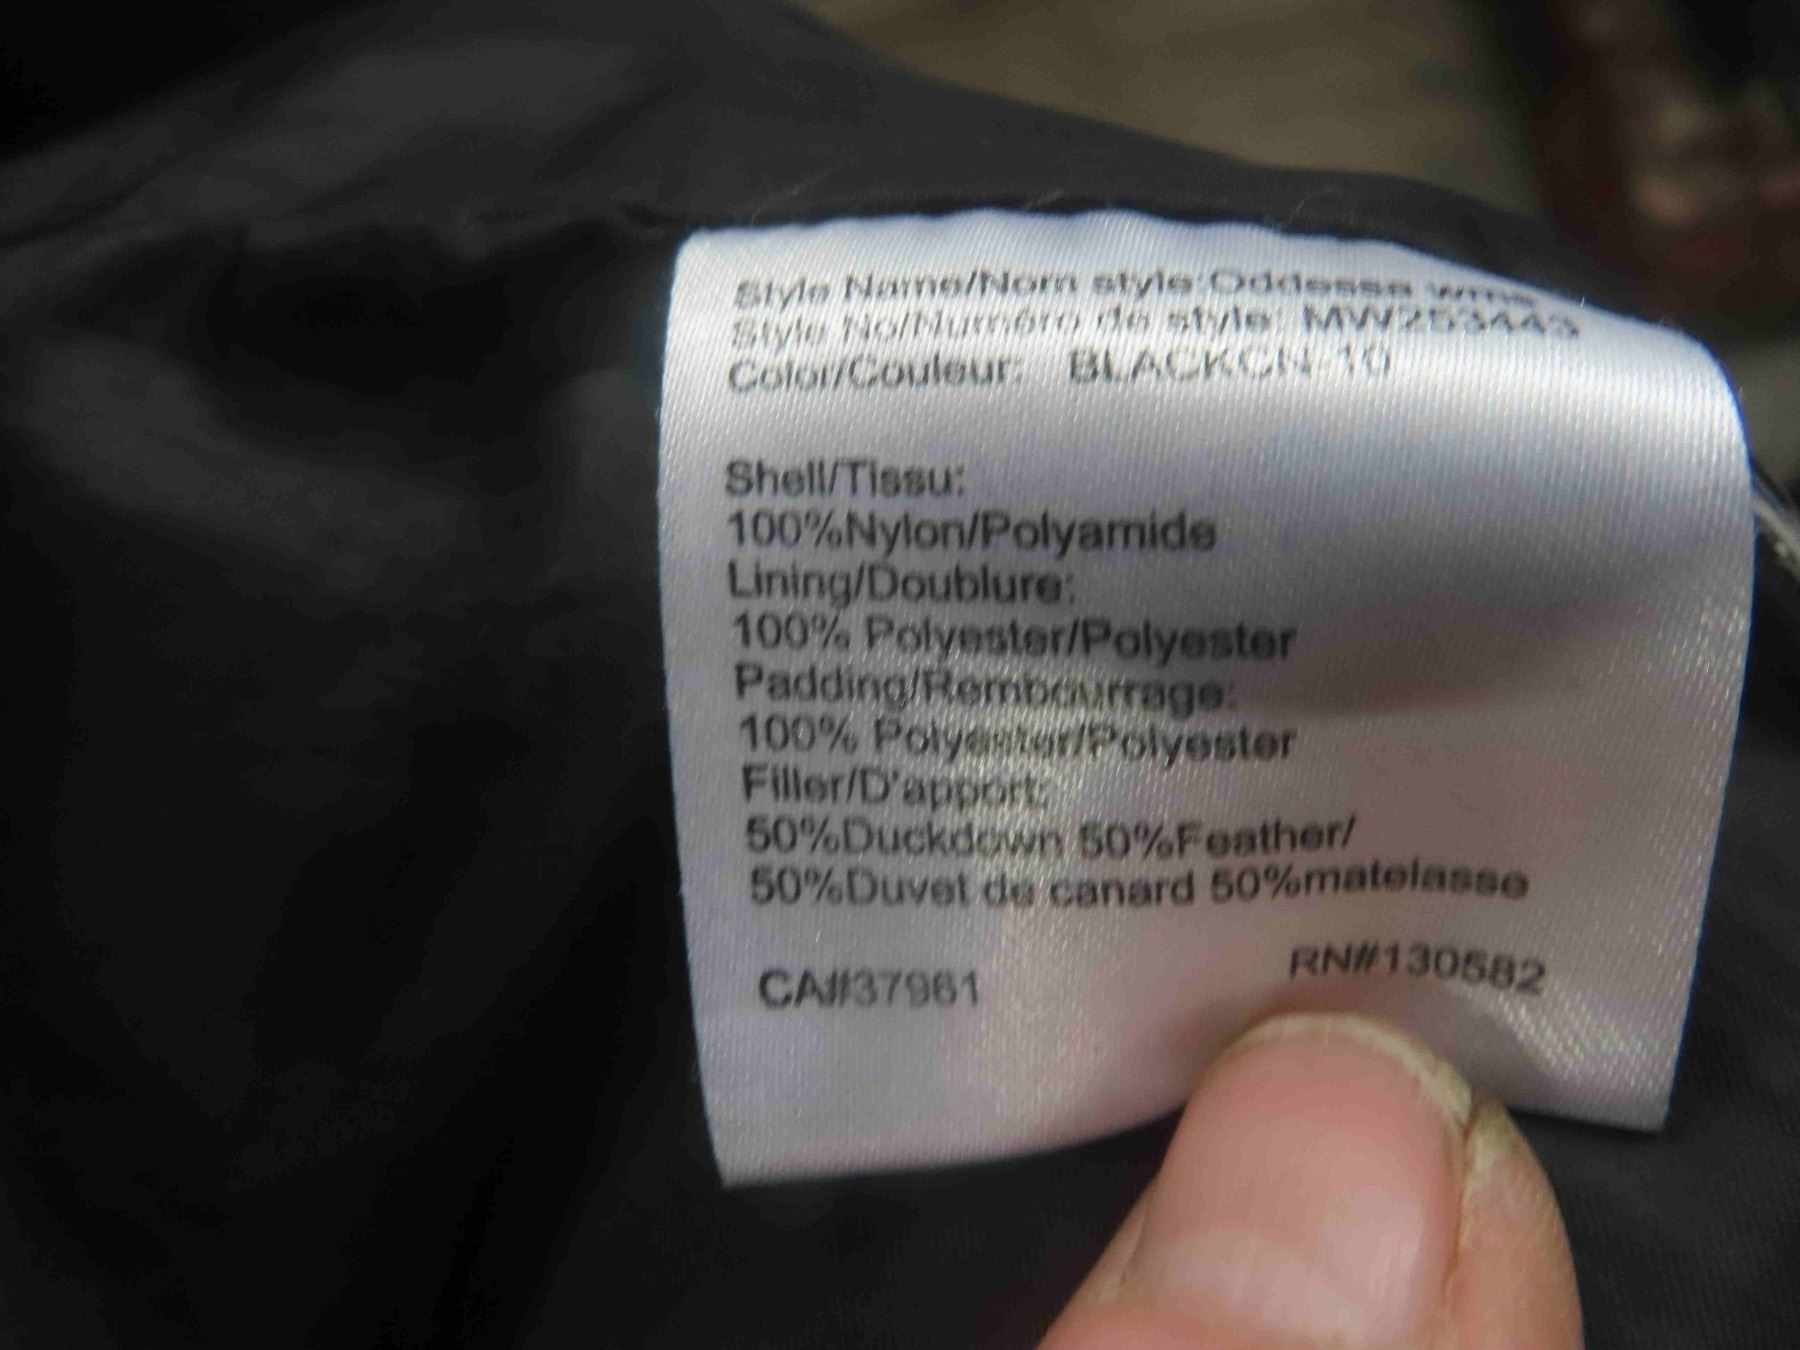 Style Name/Nom style:Oddesse wms
Style No/Numéro de style: MW253443
Color/Couleur: BLACKCN-10
Shell/Tissu:
100%Nylon/Polyamide
Lining/Doublure:
100% Polyester/Polyester
Padding/Rembourrage:
100% Polyester/Polyester
Filler/D'apport:
50%Duckdown 50%Feather/
50%Duvet de canard 50%matelasse
CA#37961 RN#130582